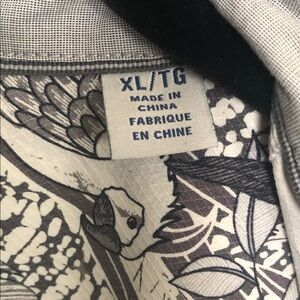 XL/TG
MADE IN
CHINA
FABRIQUE
EN CHINE